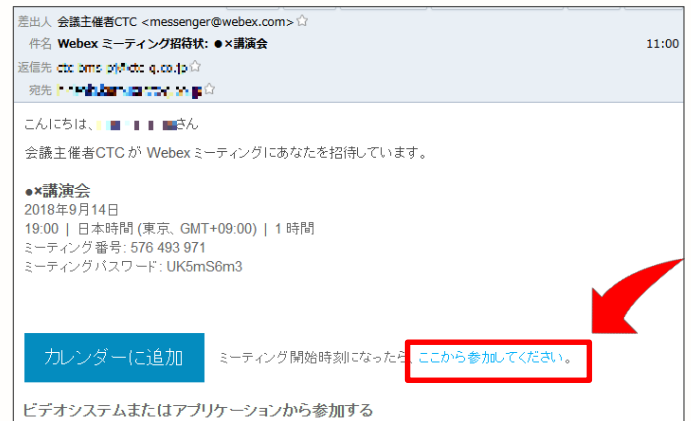 差出人 会議主催者CTC <messenger@webex.com>☆
件名 Webex ミーティング招待状: ●×講演会 11:00
返信先
宛先
こんにちは、さん
会議主催者CTC が Webex ミーティングにあなたを招待しています。
●×講演会
2018年9月14日
19:00 | 日本時間 (東京、GMT+09:00) | 1 時間
ミーティング番号: 576 493 971
ミーティングパスワード: UK5mS6m3
カレンダーに追加 ミーティング開始時刻になったら、ここから参加してください。
ビデオシステムまたはアプリケーションから参加する